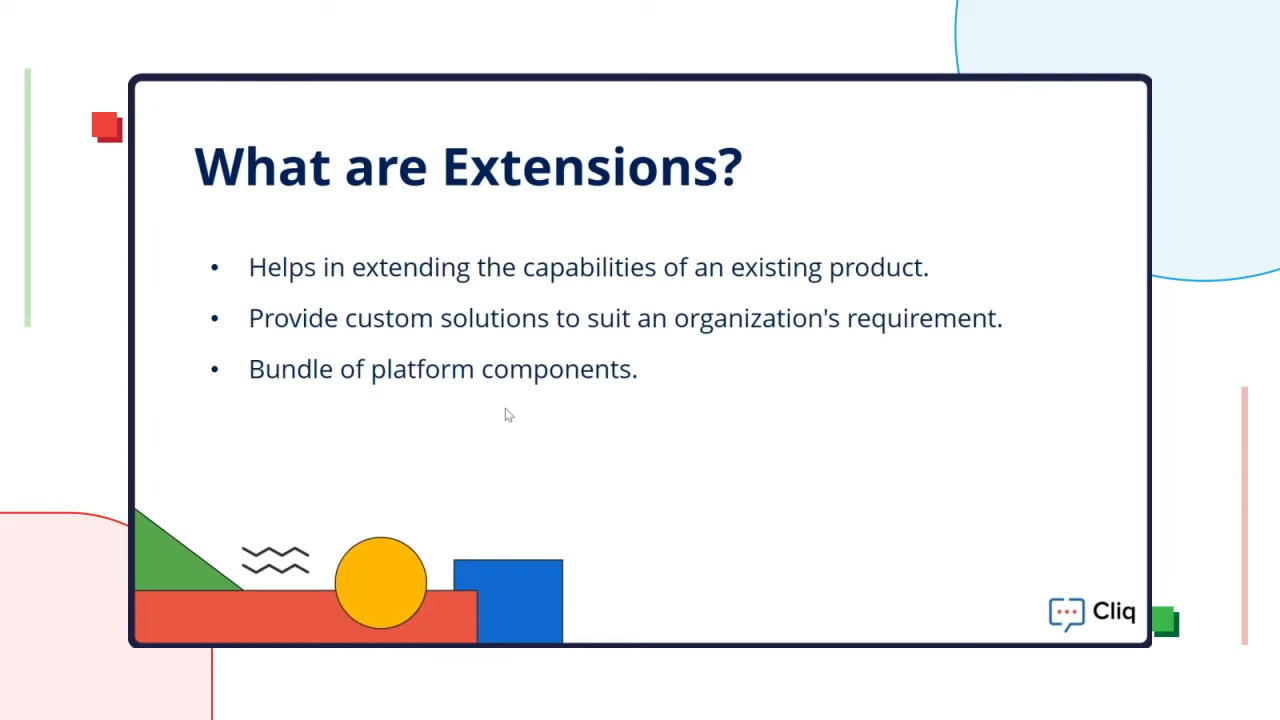 What are Extensions?
• Helps in extending the capabilities of an existing product.
• Provide custom solutions to suit an organization's requirement.
• Bundle of platform components.
Cliq